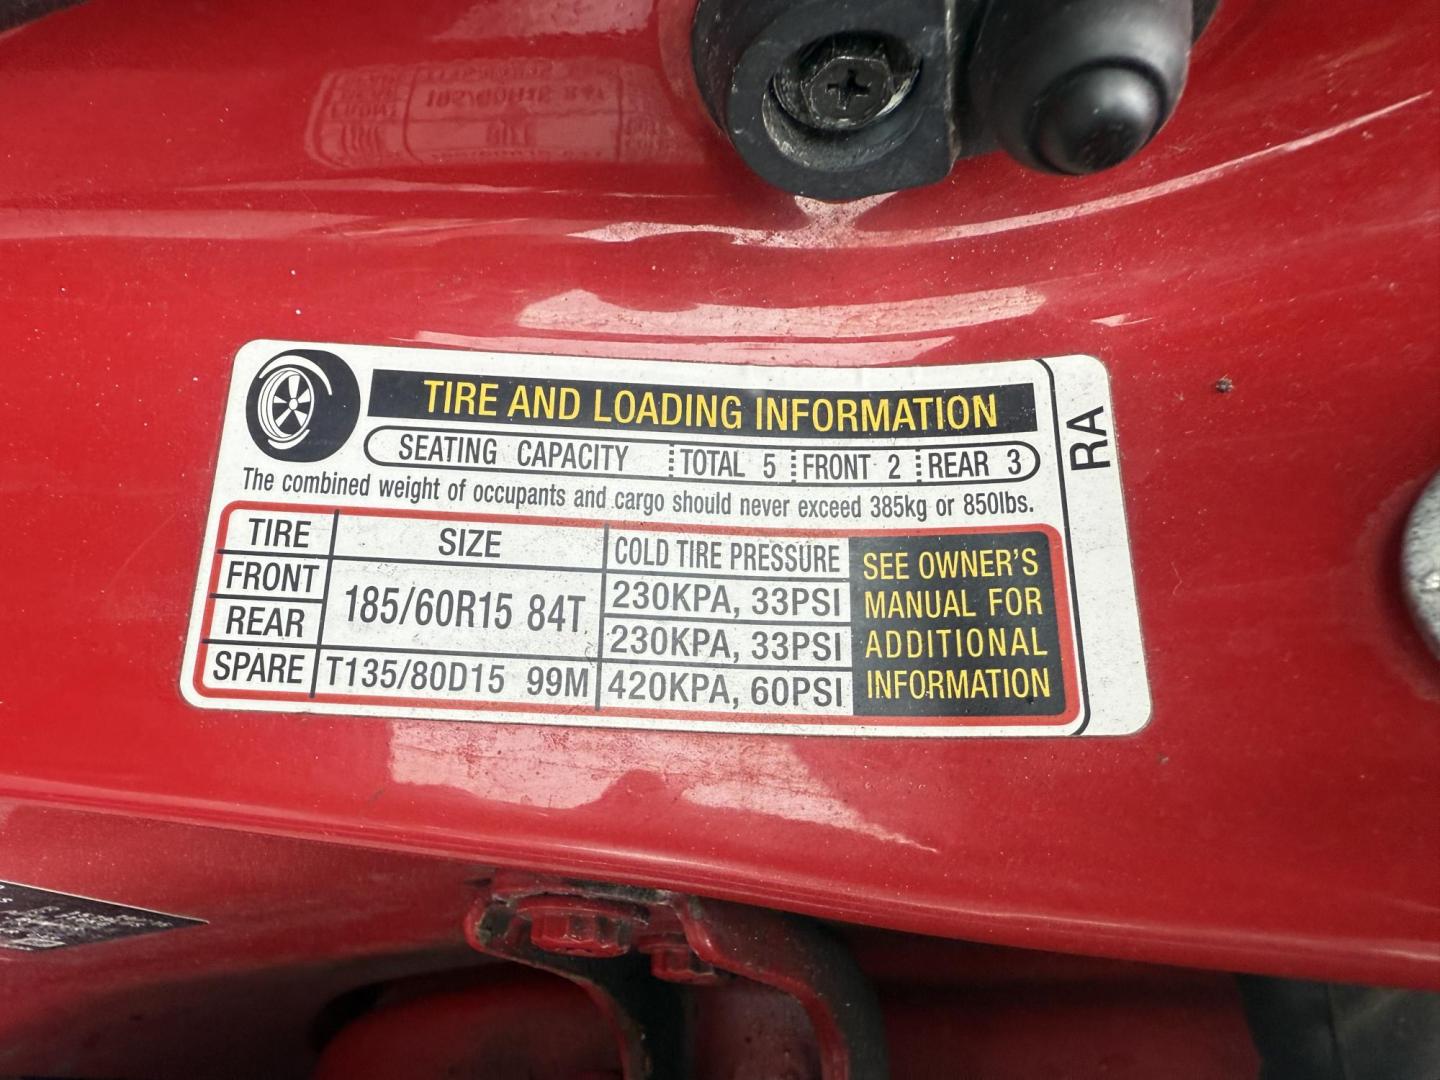 TIRE AND LOADING INFORMATION
SEATING CAPACITY TOTAL 5 FRONT 2 REAR 3
The combined weight of occupants and cargo should never exceed 385kg or 850lbs.
TIRE SIZE COLD TIRE PRESSURE
FRONT 185/60R15 84T 230KPA, 33PSI
REAR 230KPA, 33PSI
SPARE T135/80D15 99M 420KPA, 60PSI
SEE OWNER'S
MANUAL FOR
ADDITIONAL
INFORMATION
RA